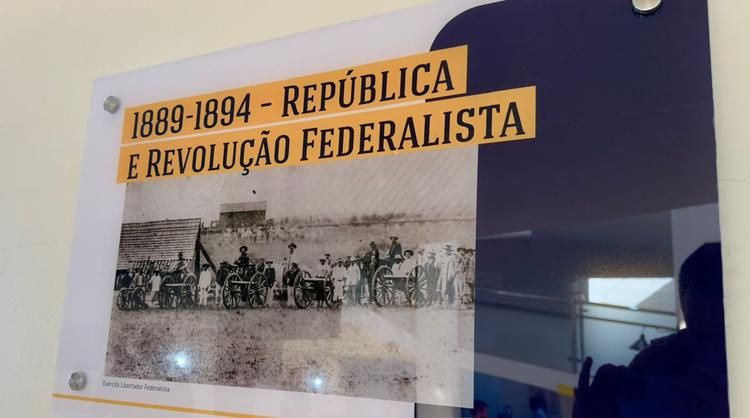 1889-1894 - REPÚBLICA
E REVOLUÇÃO FEDERALISTA
Exército Libertador Federalista